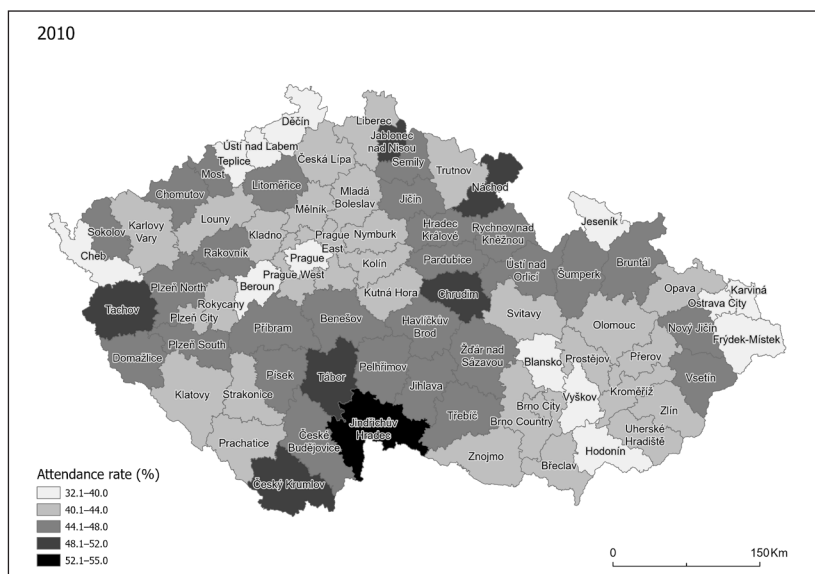 2010
Děčín
Liberec
Ústí nad Labem
Jablonec
nad Nisou
Teplice
Česká Lípa
Semily
Trutnov
Most
Náchod
Chomutov
Litoměřice
Mladá
Boleslav
Jičín
Jeseník
Louny
Mělník
Sokolov
Karlovy
Vary
Hradec
Králové
Rychnov nad
Kněžnou
Kladno
Prague
East
Nymburk
Rakovník
Cheb
Prague
Bruntál
Pardubice
Ústí nad
Orlicí
Kolín
Šumperk
Prague West
Plzeň North
Beroun
Opava
Karviná
Kutná Hora
Chrudim
Rokycany
Ostrava City
Tachov
Svitavy
Plzeň City
Olomouc
Nový Jičín
Příbram
Benešov
Havlíčkův
Brod
Frýdek-Místek
Plzeň South
Domažlice
Žďár nad
Sázavou
Blansko
Prostějov
Přerov
Pelhřimov
Písek
Tábor
Vsetín
Jihlava
Klatovy
Strakonice
Kroměříž
Vyškov
Brno City
Zlín
Třebíč
Jindřichův
Hradec
Brno Country
Uherské
Hradiště
České
Budějovice
Prachatice
Znojmo
Hodonín
Břeclav
Český Krumlov
Attendance rate (%)
32.1–40.0
40.1–44.0
44.1–48.0
48.1–52.0
52.1–55.0
0
150 Km